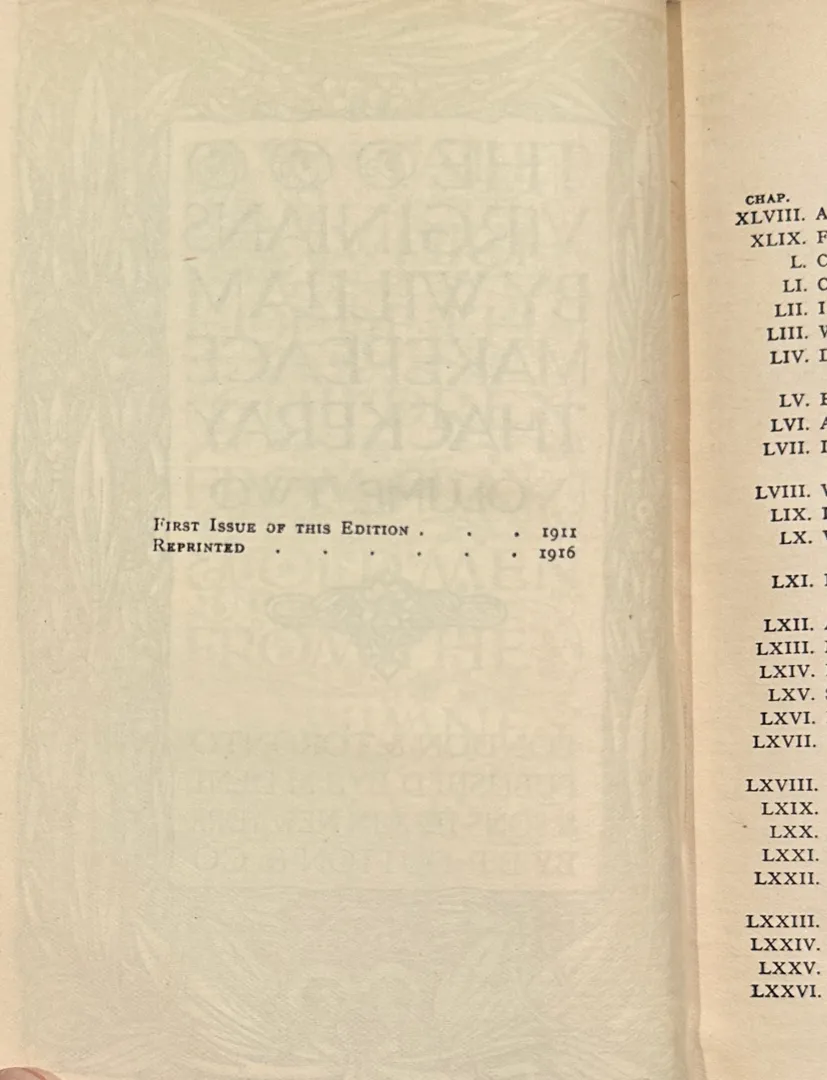 First Issue of this Edition . . . 1911
Reprinted . . . . . . 1916
CHAP.
XLVIII. A
XLIX. F
L. C
LI. C
LII. I
LIII. V
LIV. D
LV.
LVI. A
LVII. I
LVIII. V
LIX.
LX.
LXI.
LXII.
LXIII.
LXIV.
LXV.
LXVI.
LXVII.
LXVIII.
LXIX.
LXX.
LXXI.
LXXII.
LXXIII.
LXXIV.
LXXV.
LXXVI.
THE
VIRGINIANS
BY WILLIAM
MAKEPEACE
THACKERAY
VOLUME TWO